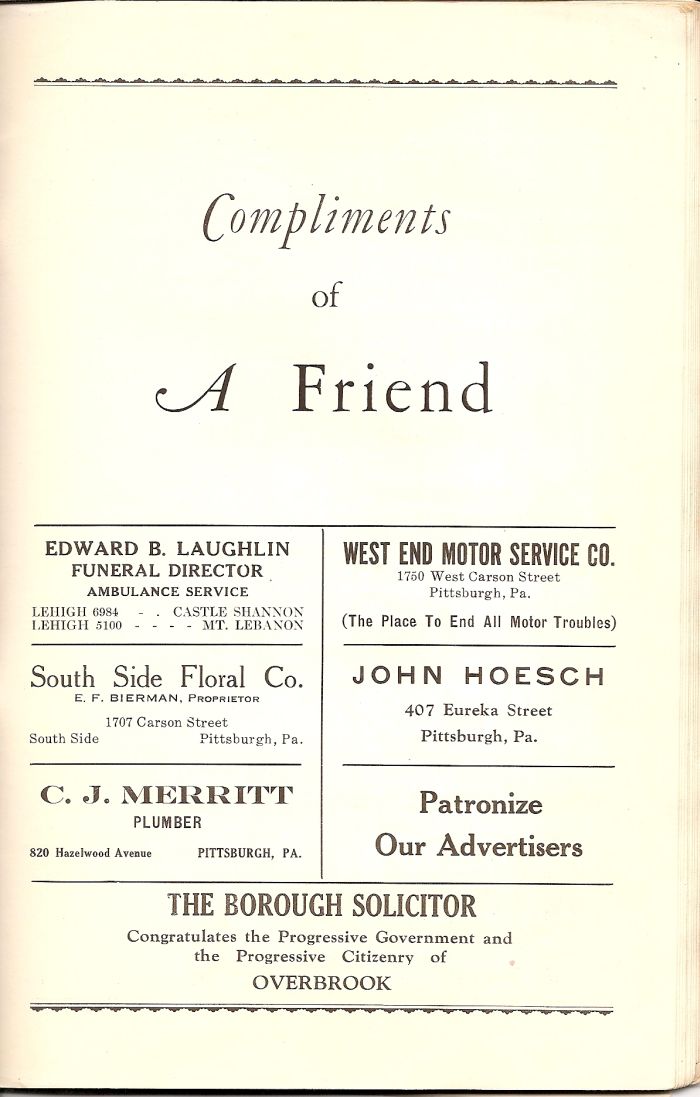 Compliments
of
A Friend
EDWARD B. LAUGHLIN
FUNERAL DIRECTOR
AMBULANCE SERVICE
LEHIGH 6984 - . CASTLE SHANNON
LEHIGH 5100 - - - - MT. LEBANON
South Side Floral Co.
E. F. BIERMAN, PROPRIETOR
1707 Carson Street
South Side Pittsburgh, Pa.
C. J. MERRITT
PLUMBER
820 Hazelwood Avenue PITTSBURGH, PA.
WEST END MOTOR SERVICE CO.
1750 West Carson Street
Pittsburgh, Pa.
(The Place To End All Motor Troubles)
JOHN HOESCH
407 Eureka Street
Pittsburgh, Pa.
Patronize
Our Advertisers
THE BOROUGH SOLICITOR
Congratulates the Progressive Government and
the Progressive Citizenry of
OVERBROOK